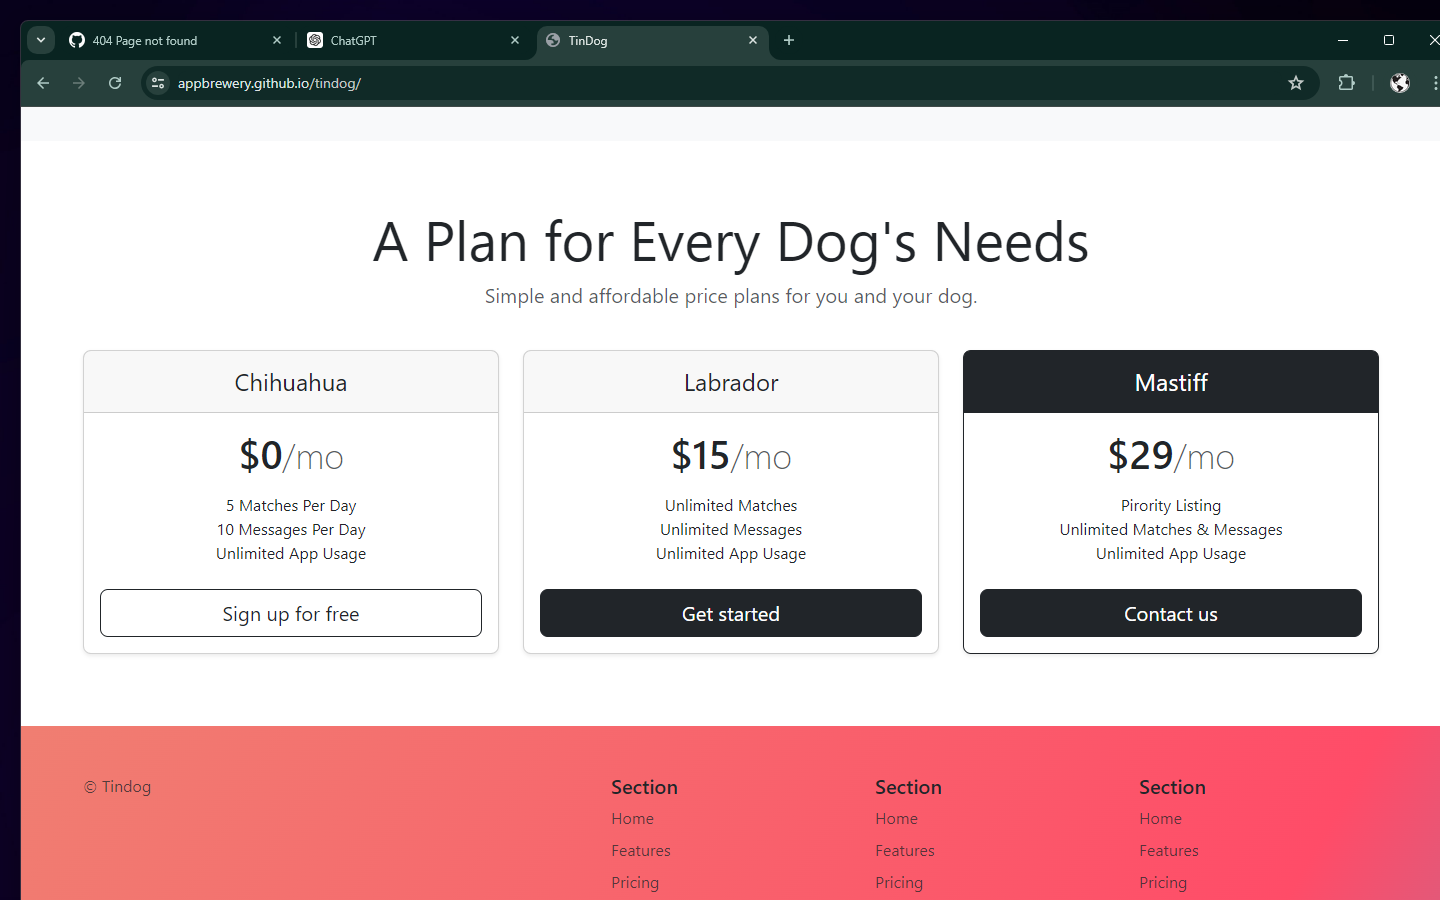 404 Page not found
ChatGPT
TinDog
appbrewery.github.io/tindog/
A Plan for Every Dog's Needs
Simple and affordable price plans for you and your dog.
Chihuahua
$0/mo
5 Matches Per Day
10 Messages Per Day
Unlimited App Usage
Sign up for free
Labrador
$15/mo
Unlimited Matches
Unlimited Messages
Unlimited App Usage
Get started
Mastiff
$29/mo
Pirority Listing
Unlimited Matches & Messages
Unlimited App Usage
Contact us
© Tindog
Section
Home
Features
Pricing
Section
Home
Features
Pricing
Section
Home
Features
Pricing